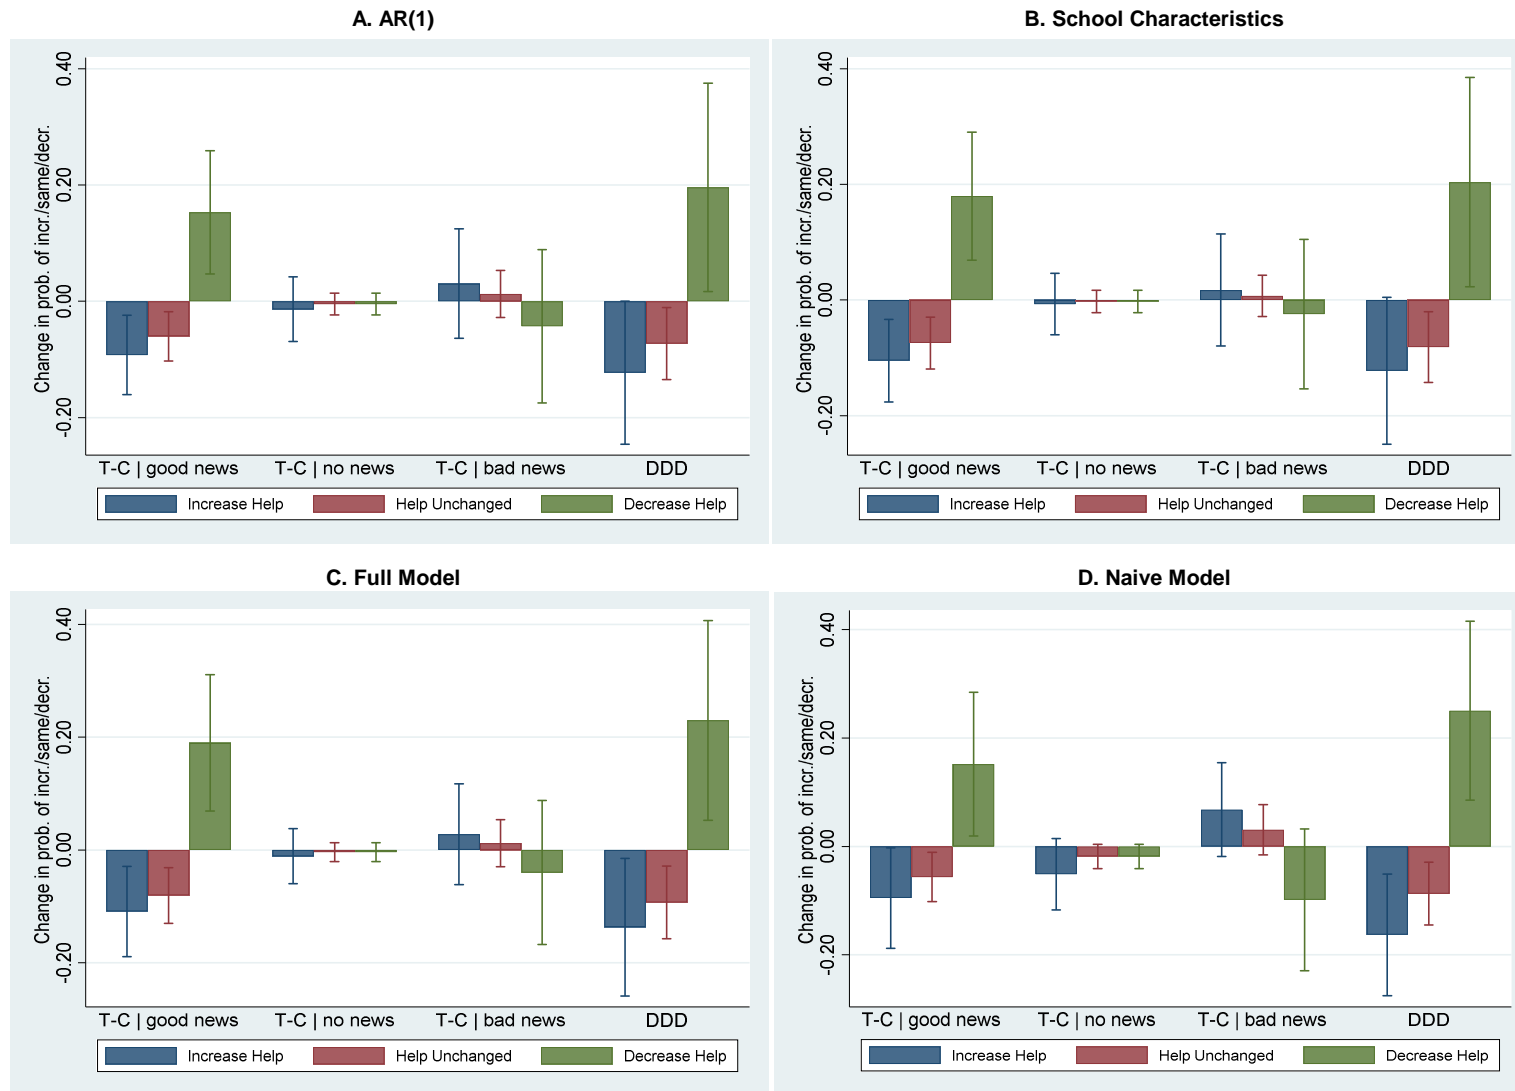 A. AR(1)
Change in prob. of incr./same/decr.
0.40
0.20
0.00
-0.20
T-C | good news T-C | no news T-C | bad news DDD
Increase Help Help Unchanged Decrease Help
B. School Characteristics
Change in prob. of incr./same/decr.
0.40
0.20
0.00
-0.20
T-C | good news T-C | no news T-C | bad news DDD
Increase Help Help Unchanged Decrease Help
C. Full Model
Change in prob. of incr./same/decr.
0.40
0.20
0.00
-0.20
T-C | good news T-C | no news T-C | bad news DDD
Increase Help Help Unchanged Decrease Help
D. Naive Model
Change in prob. of incr./same/decr.
0.40
0.20
0.00
-0.20
T-C | good news T-C | no news T-C | bad news DDD
Increase Help Help Unchanged Decrease Help